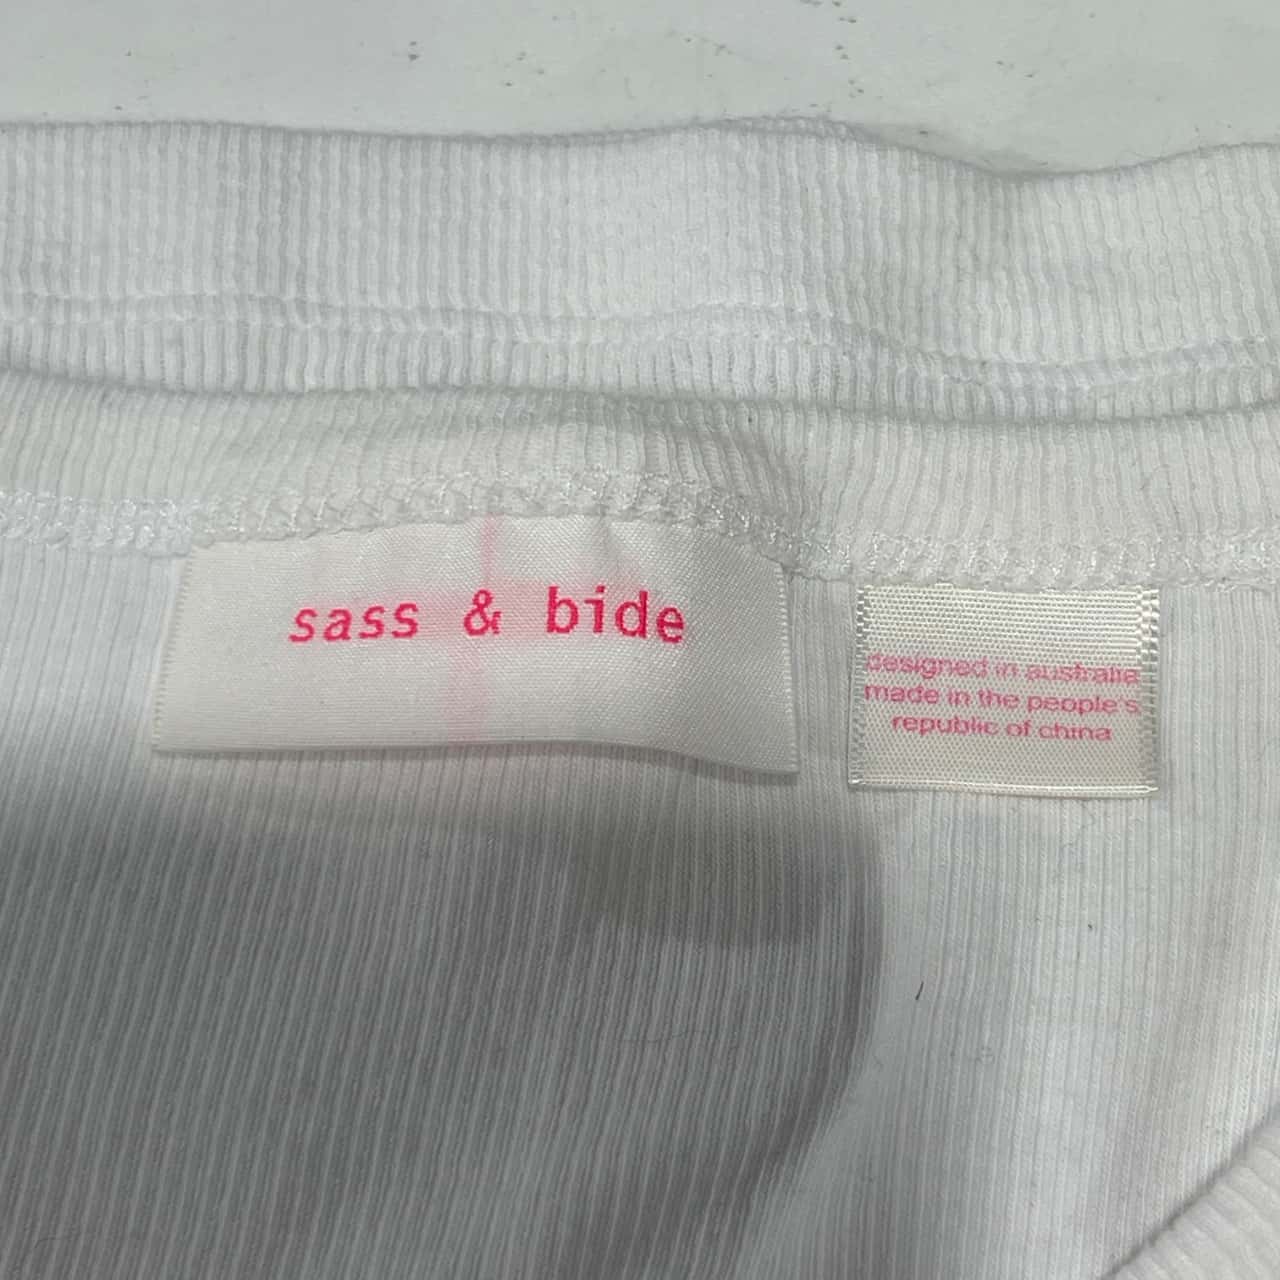 sass & bide
designed in australia
made in the people's
republic of china